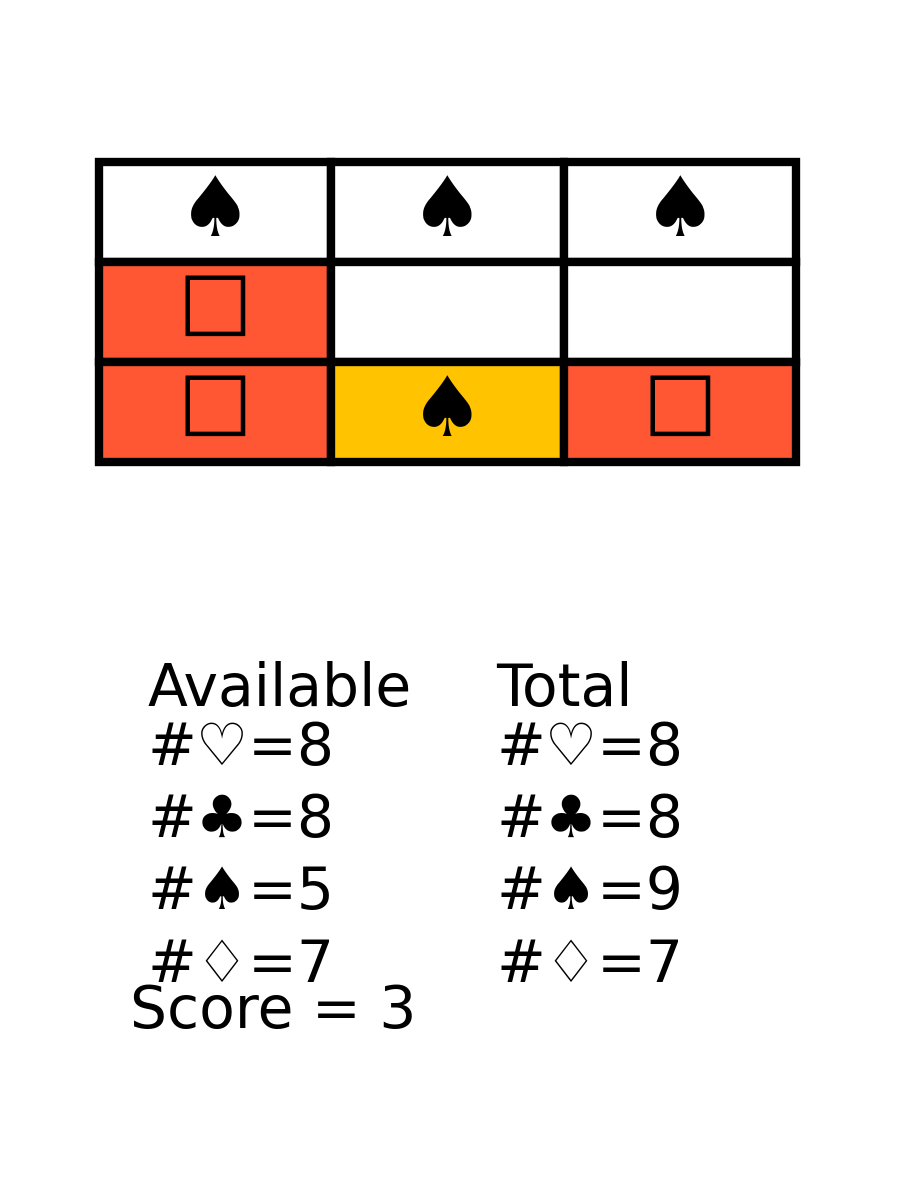 ♠ ♠ ♠
□
□ ♠ □
Available Total
#♡=8 #♡=8
#♣=8 #♣=8
#♠=5 #♠=9
#♢=7 #♢=7
Score = 3